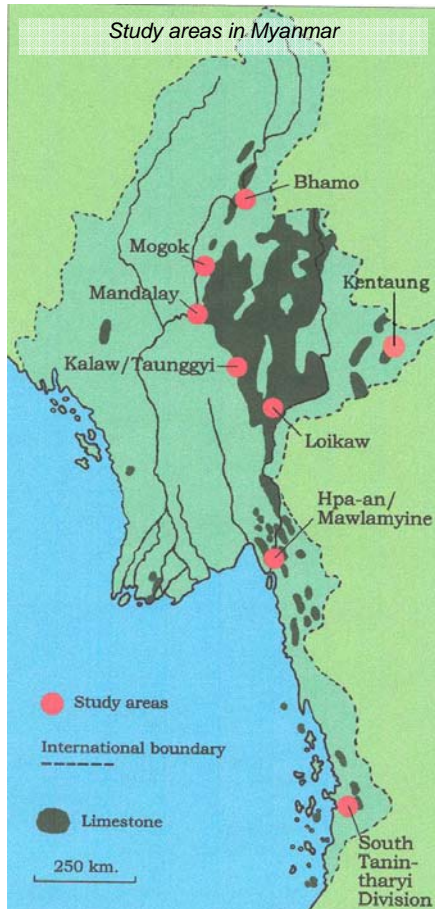 Study areas in Myanmar
Bhamo
Mogok
Kentaung
Mandalay
Kalaw/Taunggyi
Loikaw
Hpa-an/
Mawlamyine
Study areas
International boundary
Limestone
250 km.
South
Tanin-
tharyi
Division